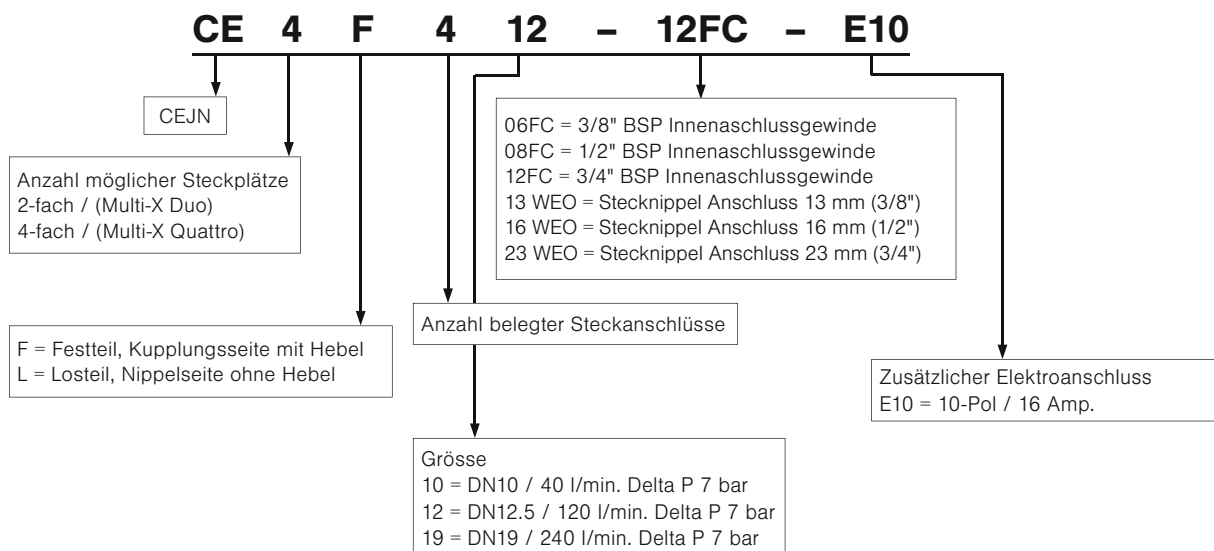 CE 4 F 4 12 – 12FC – E10
CEJN
Anzahl möglicher Steckplätze
2-fach / (Multi-X Duo)
4-fach / (Multi-X Quattro)
F = Festteil, Kupplungsseite mit Hebel
L = Losteil, Nippelseite ohne Hebel
Anzahl belegter Steckanschlüsse
Grösse
10 = DN10 / 40 l/min. Delta P 7 bar
12 = DN12.5 / 120 l/min. Delta P 7 bar
19 = DN19 / 240 l/min. Delta P 7 bar
06FC = 3/8" BSP Innenaschlussgewinde
08FC = 1/2" BSP Innenaschlussgewinde
12FC = 3/4" BSP Innenaschlussgewinde
13 WEO = Stecknippel Anschluss 13 mm (3/8")
16 WEO = Stecknippel Anschluss 16 mm (1/2")
23 WEO = Stecknippel Anschluss 23 mm (3/4")
Zusätzlicher Elektroanschluss
E10 = 10-Pol / 16 Amp.